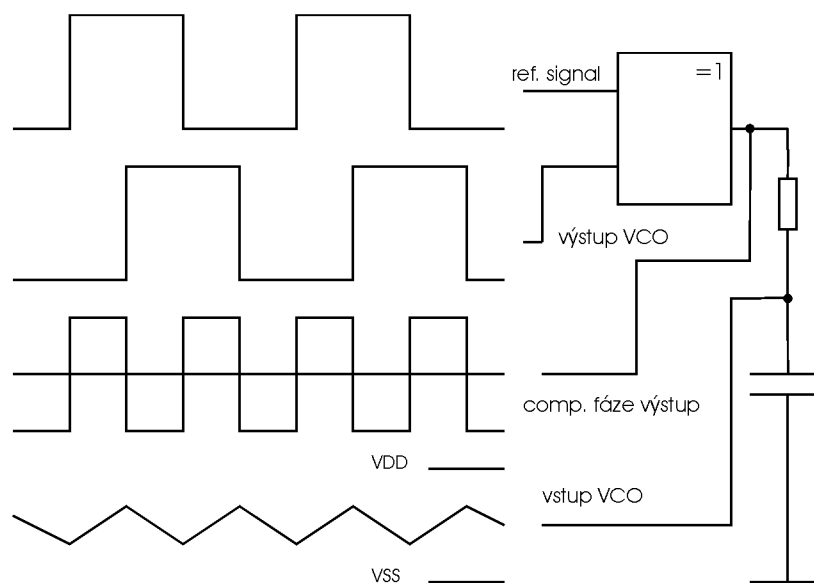 ref. signal
=1
výstup VCO
comp. fáze výstup
VDD
vstup VCO
VSS